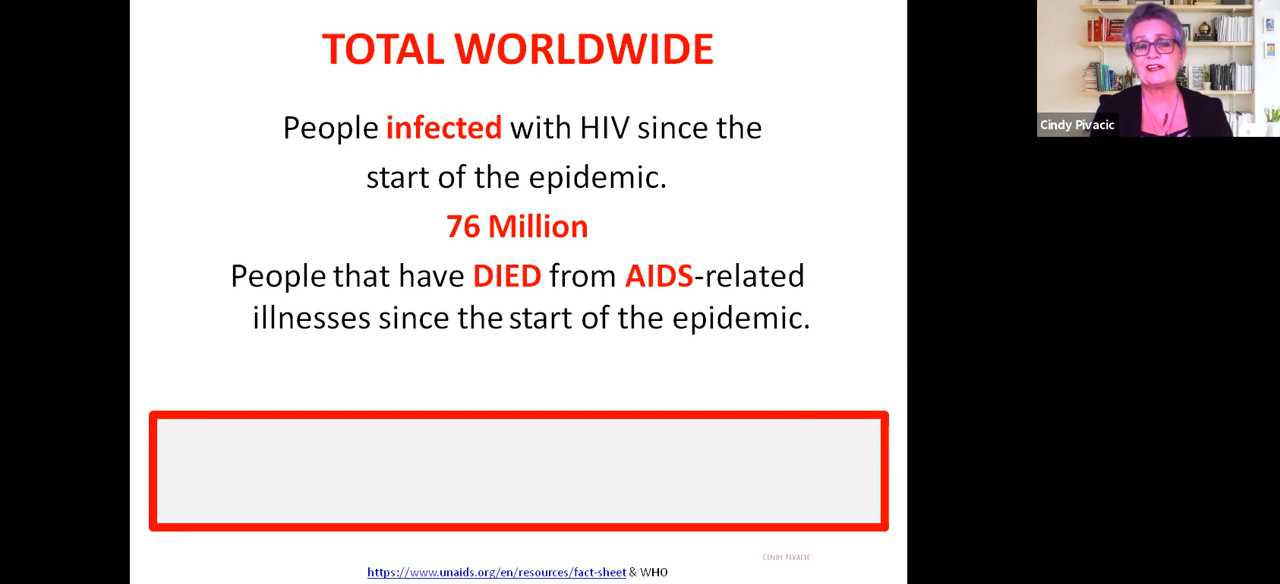 TOTAL WORLDWIDE
People infected with HIV since the
start of the epidemic.
76 Million
People that have DIED from AIDS-related
illnesses since the start of the epidemic.
Cindy Pivacic
https://www.unaids.org/en/resources/fact-sheet & WHO
Cindy Pivacic